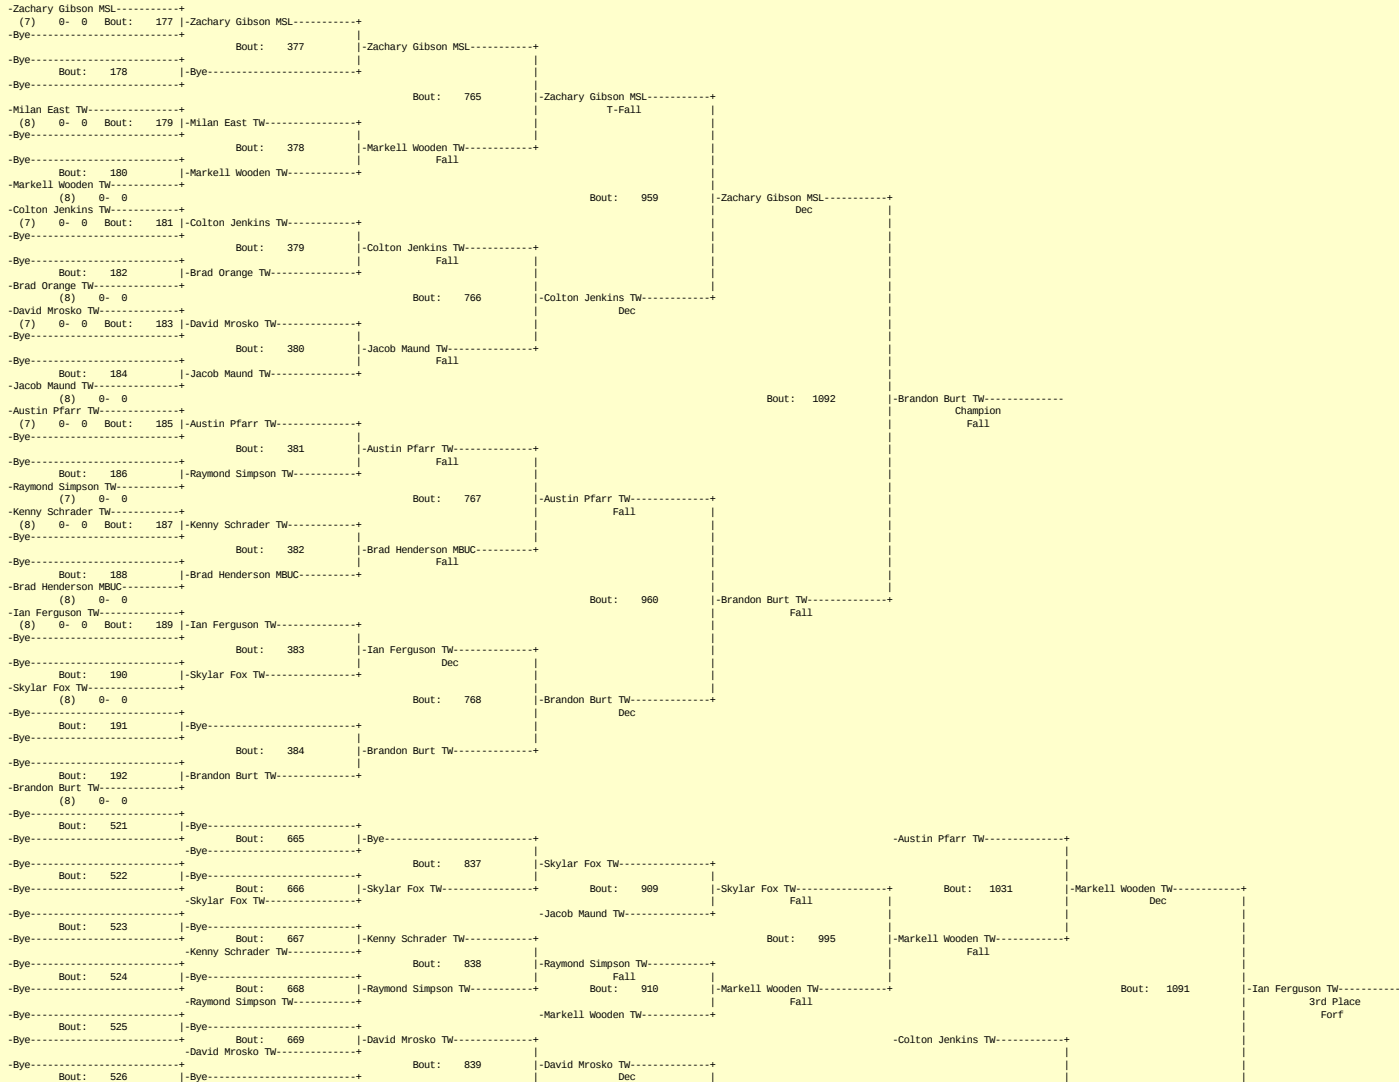 -Zachary Gibson MSL-----------+
(7) 0- 0 Bout: 177 |-Zachary Gibson MSL-----------+
-Bye--------------------------+ |
Bout: 377 |-Zachary Gibson MSL-----------+
-Bye--------------------------+ | |
Bout: 178 |-Bye--------------------------+ |
-Bye--------------------------+ |
Bout: 765 |-Zachary Gibson MSL-----------+
-Milan East TW----------------+ | T-Fall |
(8) 0- 0 Bout: 179 |-Milan East TW----------------+ | |
-Bye--------------------------+ | | |
Bout: 378 |-Markell Wooden TW------------+ |
-Bye--------------------------+ | Fall |
Bout: 180 |-Markell Wooden TW------------+ |
-Markell Wooden TW------------+ |
(8) 0- 0 Bout: 959 |-Zachary Gibson MSL-----------+
-Colton Jenkins TW------------+ | Dec |
(7) 0- 0 Bout: 181 |-Colton Jenkins TW------------+ | |
-Bye--------------------------+ | | |
Bout: 379 |-Colton Jenkins TW------------+ | |
-Bye--------------------------+ | Fall | | |
Bout: 182 |-Brad Orange TW---------------+ | | |
-Brad Orange TW---------------+ | | |
(8) 0- 0 Bout: 766 |-Colton Jenkins TW------------+ |
-David Mrosko TW--------------+ | Dec |
(7) 0- 0 Bout: 183 |-David Mrosko TW--------------+ | |
-Bye--------------------------+ | | |
Bout: 380 |-Jacob Maund TW---------------+ |
-Bye--------------------------+ | Fall |
Bout: 184 |-Jacob Maund TW---------------+ |
-Jacob Maund TW---------------+ |
(8) 0- 0 Bout: 1092 |-Brandon Burt TW--------------
-Austin Pfarr TW--------------+ | Champion
(7) 0- 0 Bout: 185 |-Austin Pfarr TW--------------+ | Fall
-Bye--------------------------+ | |
Bout: 381 |-Austin Pfarr TW--------------+ |
-Bye--------------------------+ | Fall | |
Bout: 186 |-Raymond Simpson TW-----------+ | |
-Raymond Simpson TW-----------+ | |
(7) 0- 0 Bout: 767 |-Austin Pfarr TW--------------+ |
-Kenny Schrader TW------------+ | Fall | |
(8) 0- 0 Bout: 187 |-Kenny Schrader TW------------+ | | |
-Bye--------------------------+ | | | |
Bout: 382 |-Brad Henderson MBUC----------+ | |
-Bye--------------------------+ | Fall | |
Bout: 188 |-Brad Henderson MBUC----------+ | |
-Brad Henderson MBUC----------+ | |
(8) 0- 0 Bout: 960 |-Brandon Burt TW--------------+
-Ian Ferguson TW--------------+ | Fall
(8) 0- 0 Bout: 189 |-Ian Ferguson TW--------------+ |
-Bye--------------------------+ | |
Bout: 383 |-Ian Ferguson TW--------------+ |
-Bye--------------------------+ | Dec | |
Bout: 190 |-Skylar Fox TW----------------+ | |
-Skylar Fox TW----------------+ | |
(8) 0- 0 Bout: 768 |-Brandon Burt TW--------------+
-Bye--------------------------+ | Dec
Bout: 191 |-Bye--------------------------+ |
-Bye--------------------------+ | |
Bout: 384 |-Brandon Burt TW--------------+
-Bye--------------------------+ |
Bout: 192 |-Brandon Burt TW--------------+
-Brandon Burt TW--------------+
(8) 0- 0
-Bye--------------------------+
Bout: 521 |-Bye--------------------------+
-Bye--------------------------+ Bout: 665 |-Bye--------------------------+ -Austin Pfarr TW--------------+
-Bye--------------------------+ | |
-Bye--------------------------+ Bout: 837 |-Skylar Fox TW----------------+ |
Bout: 522 |-Bye--------------------------+ | | |
-Bye--------------------------+ Bout: 666 |-Skylar Fox TW----------------+ Bout: 909 |-Skylar Fox TW----------------+ Bout: 1031 |-Markell Wooden TW------------+
-Skylar Fox TW----------------+ | Fall | | Dec |
-Bye--------------------------+ -Jacob Maund TW---------------+ | | |
Bout: 523 |-Bye--------------------------+ | | |
-Bye--------------------------+ Bout: 667 |-Kenny Schrader TW------------+ Bout: 995 |-Markell Wooden TW------------+ |
-Kenny Schrader TW------------+ | | Fall |
-Bye--------------------------+ Bout: 838 |-Raymond Simpson TW-----------+ | |
Bout: 524 |-Bye--------------------------+ | Fall | | |
-Bye--------------------------+ Bout: 668 |-Raymond Simpson TW-----------+ Bout: 910 |-Markell Wooden TW------------+ Bout: 1091 |-Ian Ferguson TW--------------
-Raymond Simpson TW-----------+ | Fall | 3rd Place
-Bye--------------------------+ -Markell Wooden TW------------+ | Forf
Bout: 525 |-Bye--------------------------+ |
-Bye--------------------------+ Bout: 669 |-David Mrosko TW--------------+ -Colton Jenkins TW------------+ |
-David Mrosko TW--------------+ | | |
-Bye--------------------------+ Bout: 839 |-David Mrosko TW--------------+ | |
Bout: 526 |-Bye--------------------------+ | Dec | | |